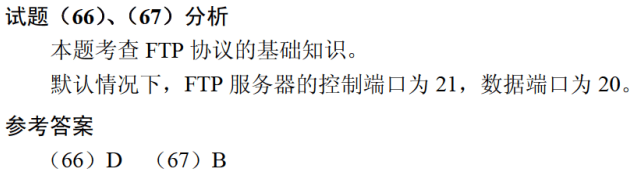 试题（66）、（67）分析
本题考查 FTP 协议的基础知识。
默认情况下，FTP 服务器的控制端口为 21，数据端口为 20。
参考答案
（66）D （67）B